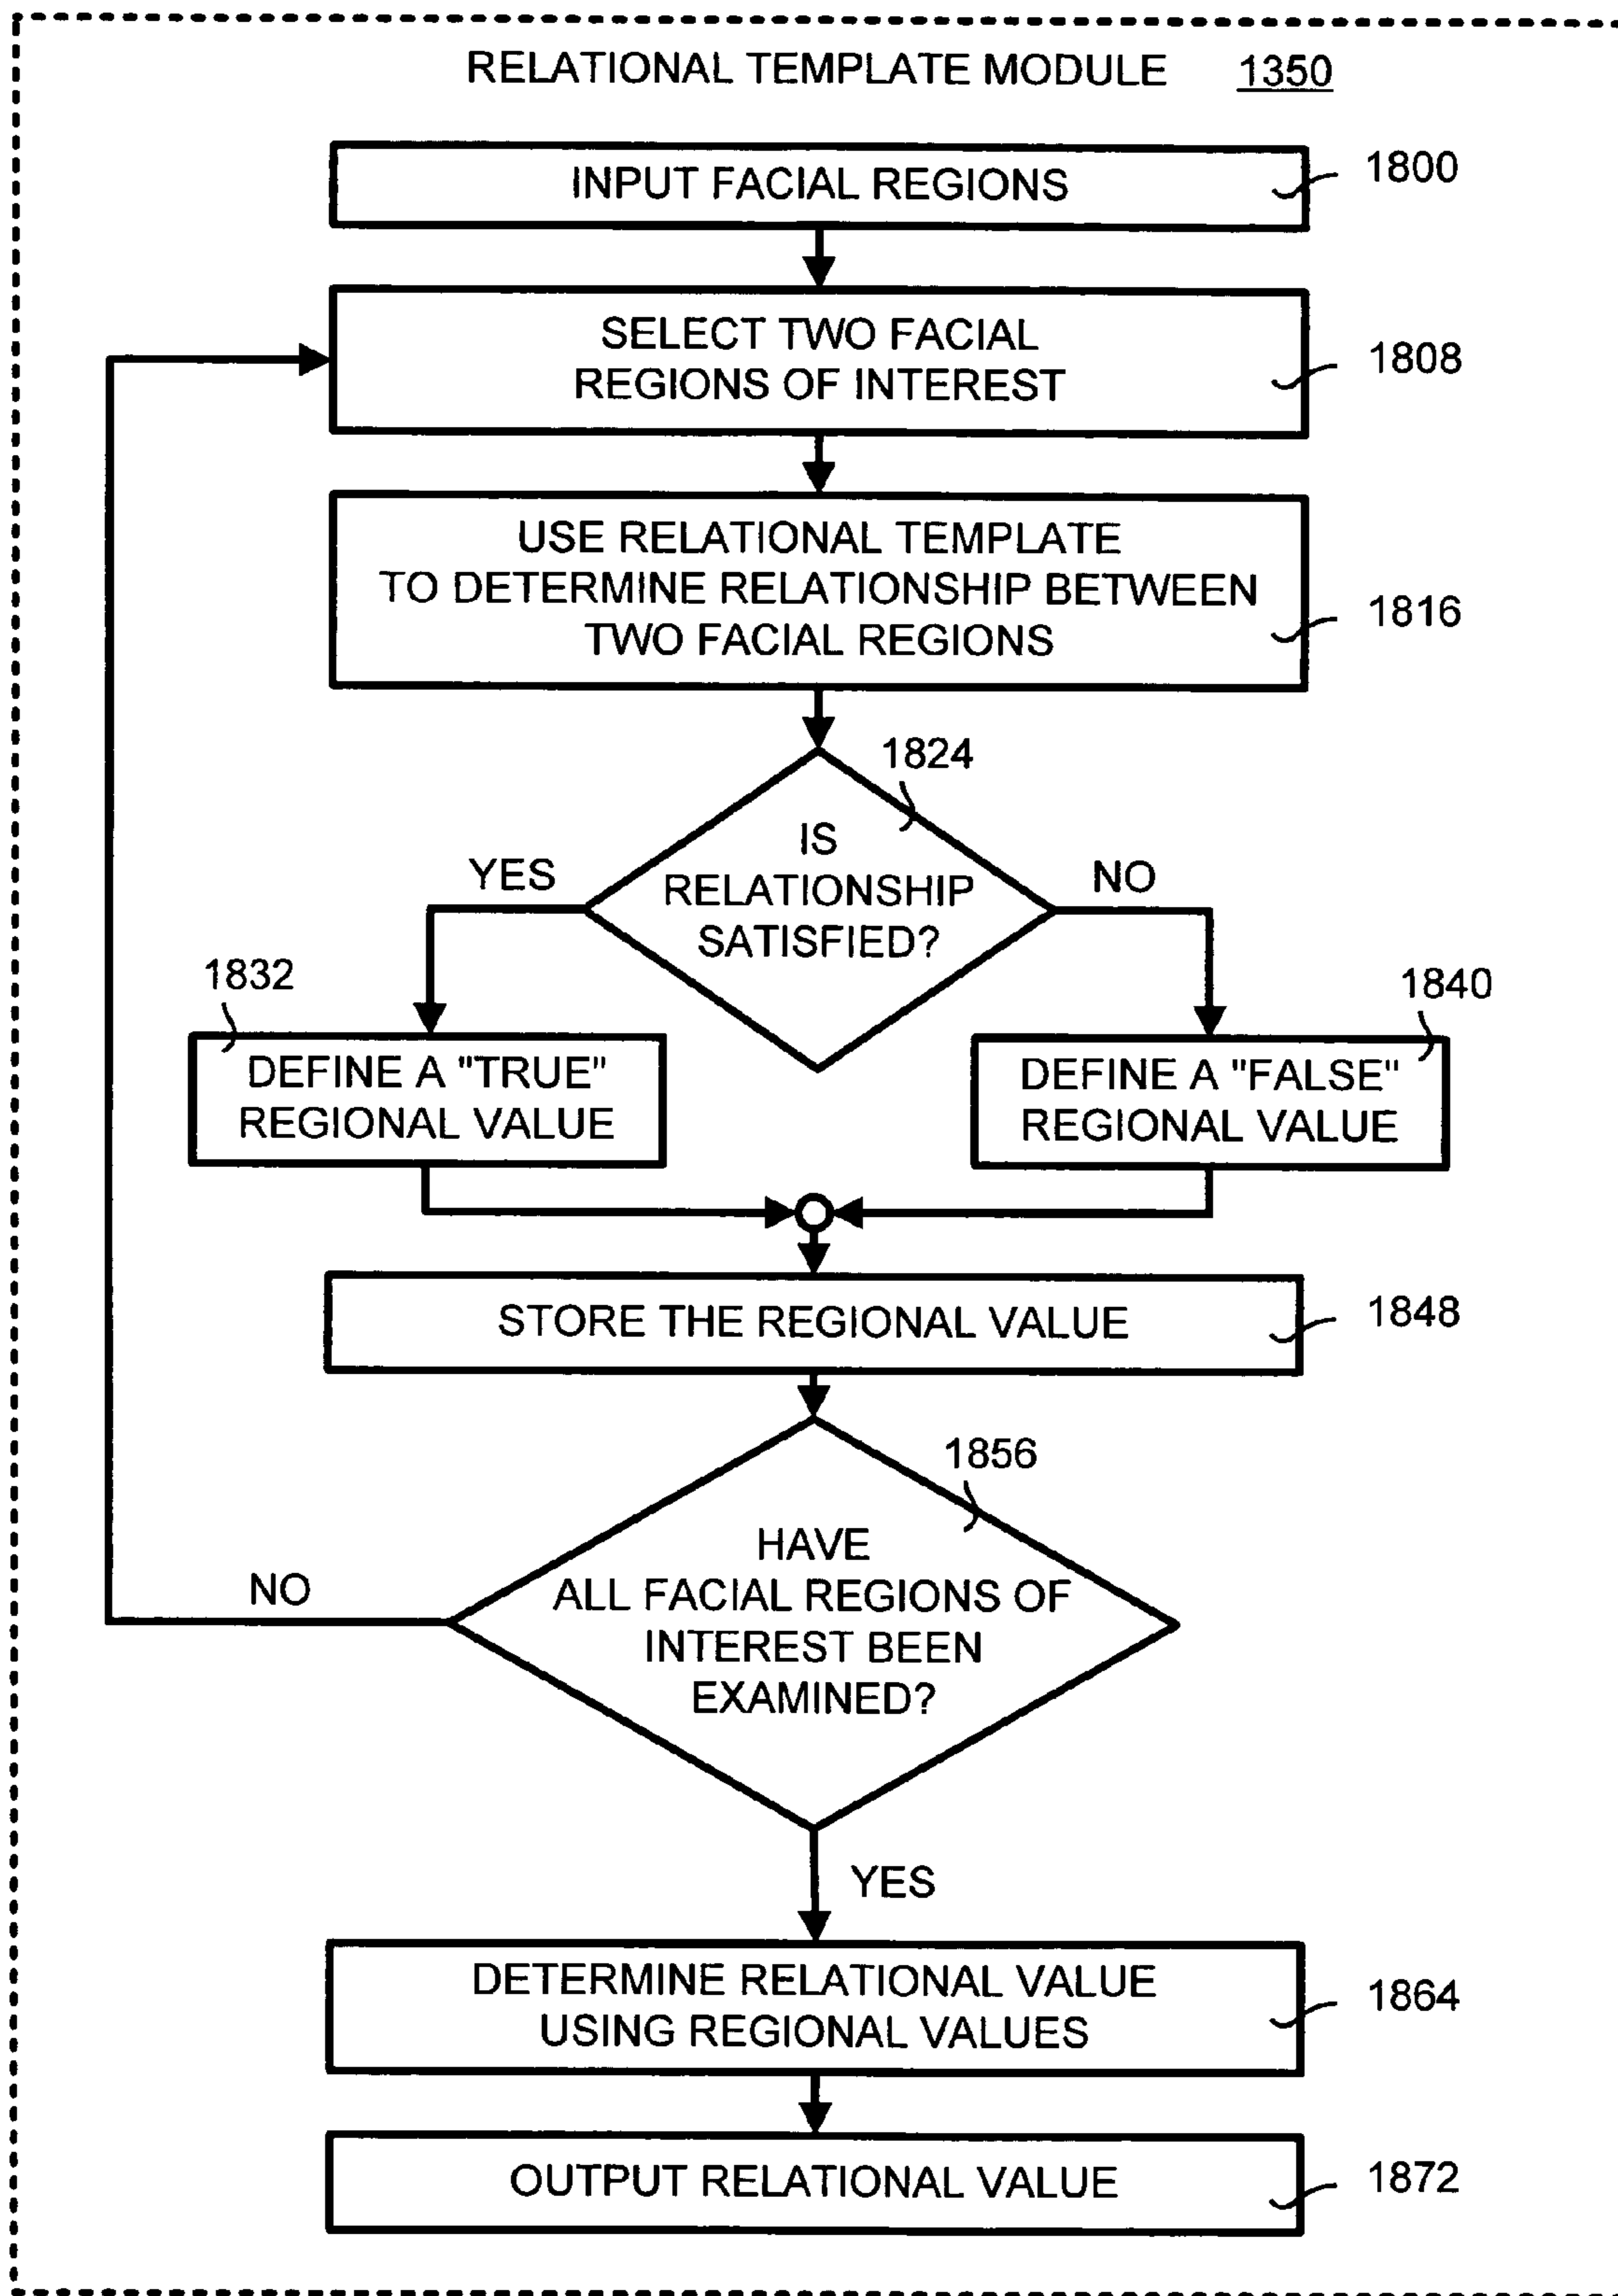 RELATIONAL TEMPLATE MODULE 1350
INPUT FACIAL REGIONS
1800
SELECT TWO FACIAL
REGIONS OF INTEREST
1808
USE RELATIONAL TEMPLATE
TO DETERMINE RELATIONSHIP BETWEEN
TWO FACIAL REGIONS
1816
1824
IS
RELATIONSHIP
SATISFIED?
YES
NO
1832
DEFINE A "TRUE"
REGIONAL VALUE
1840
DEFINE A "FALSE"
REGIONAL VALUE
STORE THE REGIONAL VALUE
1848
1856
HAVE
ALL FACIAL REGIONS OF
INTEREST BEEN
EXAMINED?
NO
YES
DETERMINE RELATIONAL VALUE
USING REGIONAL VALUES
1864
OUTPUT RELATIONAL VALUE
1872